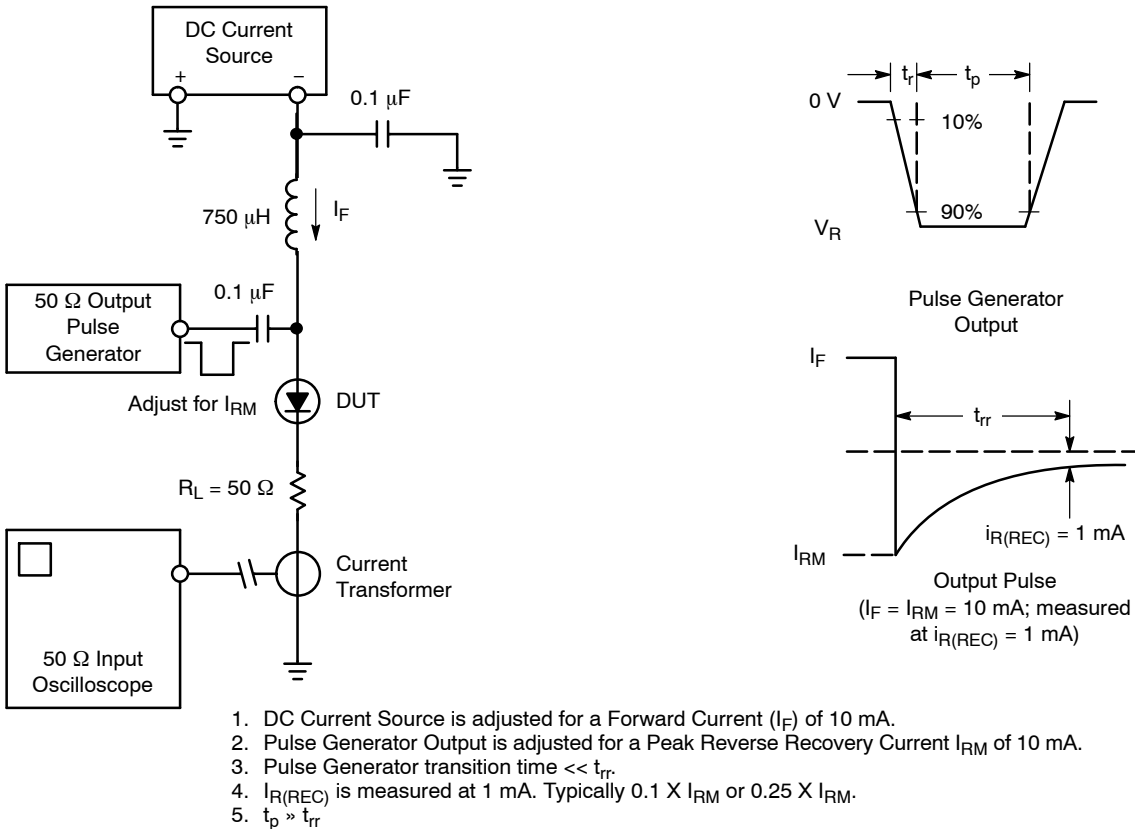 DC Current
Source
+ −
0.1 μF
750 μH
I_F
50 Ω Output
Pulse
Generator
0.1 μF
Adjust for I_RM
DUT
R_L = 50 Ω
Current
Transformer
50 Ω Input
Oscilloscope
t_r t_p
0 V
10%
90%
V_R
Pulse Generator
Output
I_F
t_rr
i_R(REC) = 1 mA
I_RM
Output Pulse
(I_F = I_RM = 10 mA; measured
at i_R(REC) = 1 mA)
1. DC Current Source is adjusted for a Forward Current (I_F) of 10 mA.
2. Pulse Generator Output is adjusted for a Peak Reverse Recovery Current I_RM of 10 mA.
3. Pulse Generator transition time << t_rr.
4. I_R(REC) is measured at 1 mA. Typically 0.1 X I_RM or 0.25 X I_RM.
5. t_p » t_rr